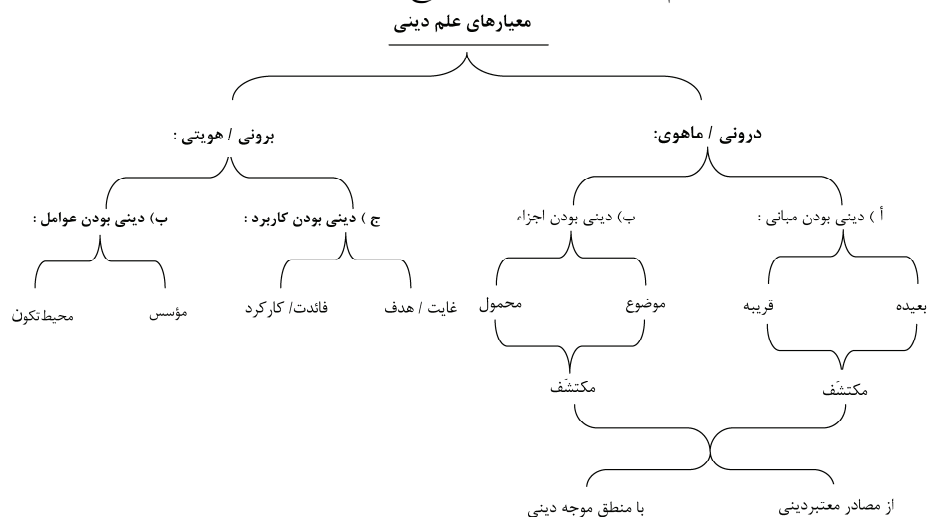 معیارهای علم دینی
درونی / ماهوی:
برونی / هویتی :
أ ) دینی بودن مبانی :
ب) دینی بودن اجزاء
ج ) دینی بودن کاربرد :
ب) دینی بودن عوامل :
بعیده
قریبه
موضوع
محمول
غایت / هدف
فائدت/ کارکرد
مؤسس
محیط‌تکون
مکتشَف
مکتشَف
از مصادر معتبردینی
با منطق موجه دینی